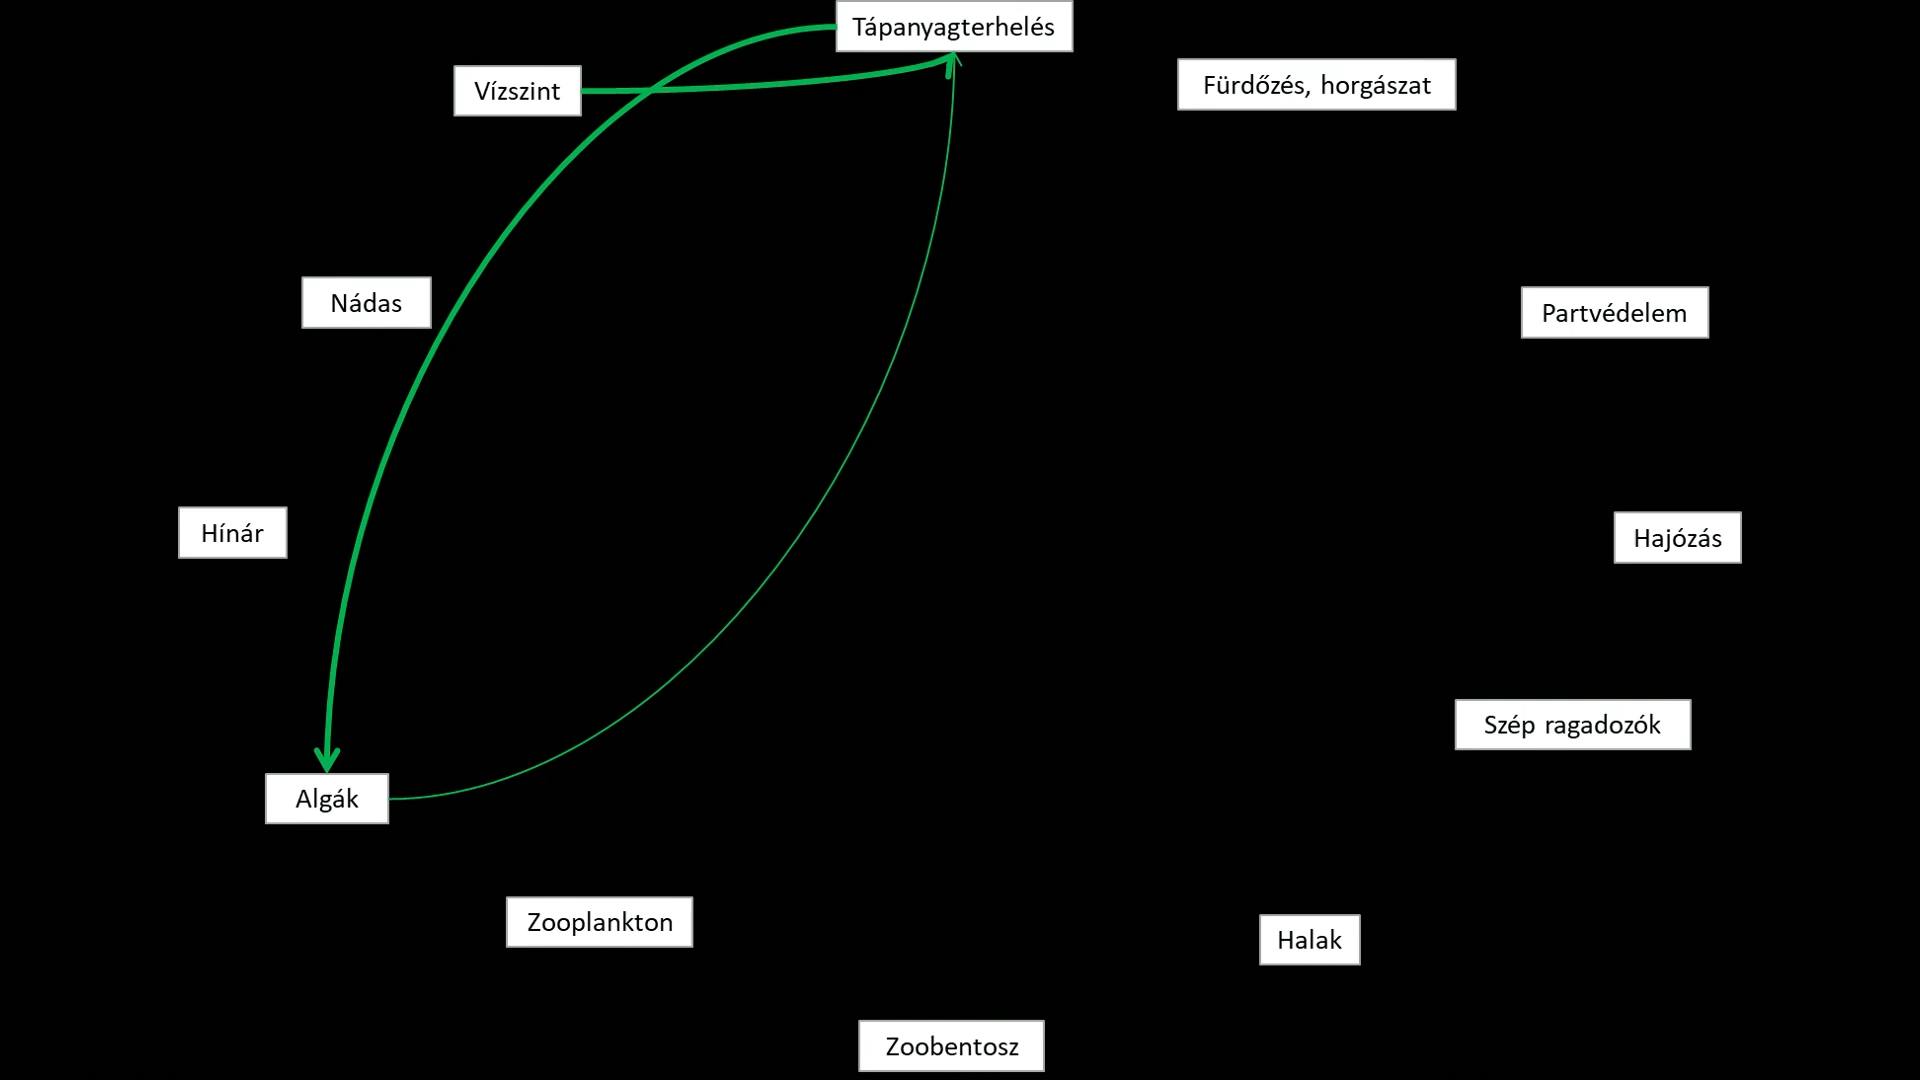 Tápanyagterhelés
Vízszint
Fürdőzés, horgászat
Nádas
Partvédelem
Hínár
Hajózás
Szép ragadozók
Algák
Zooplankton
Halak
Zoobentosz